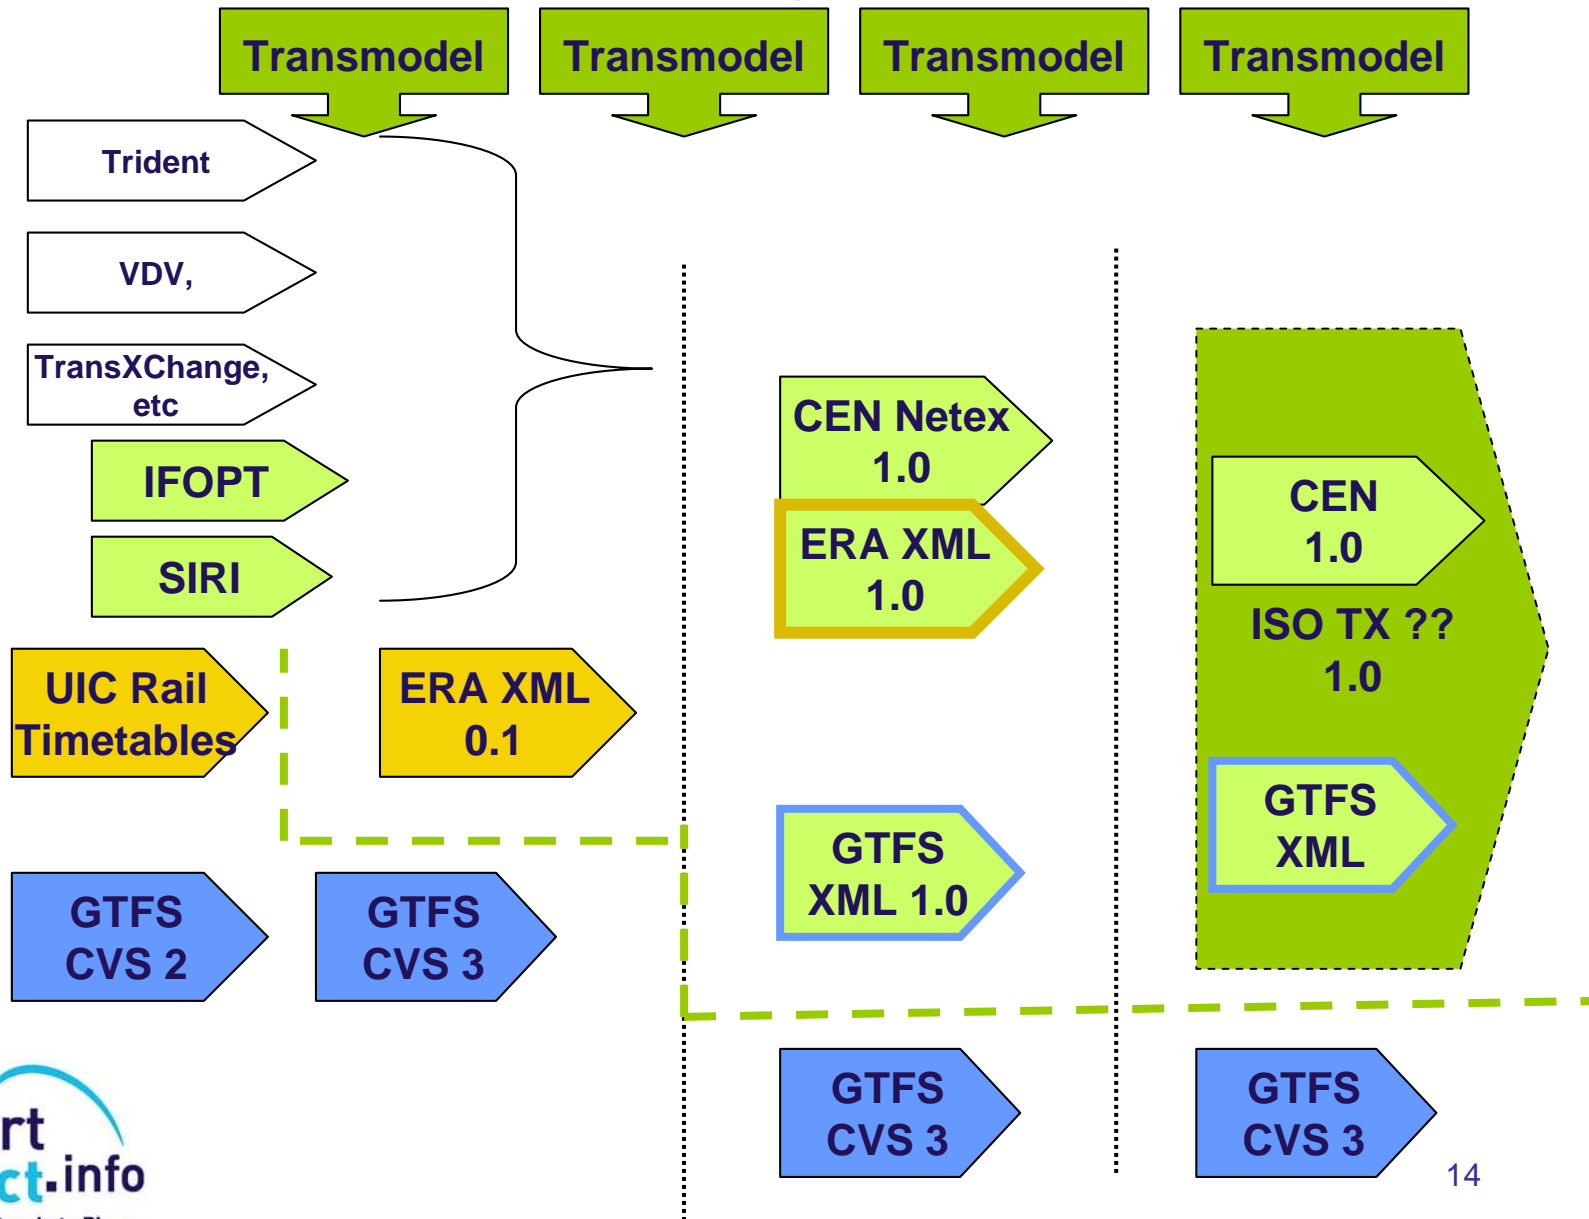 Transmodel
Transmodel
Transmodel
Transmodel
Trident
VDV,
TransXChange,
etc
IFOPT
SIRI
CEN Netex
1.0
ERA XML
1.0
CEN
1.0
ISO TX ??
1.0
UIC Rail
Timetables
ERA XML
0.1
GTFS
XML 1.0
GTFS
XML
GTFS
CVS 2
GTFS
CVS 3
GTFS
CVS 3
GTFS
CVS 3
rt
ct.info
14